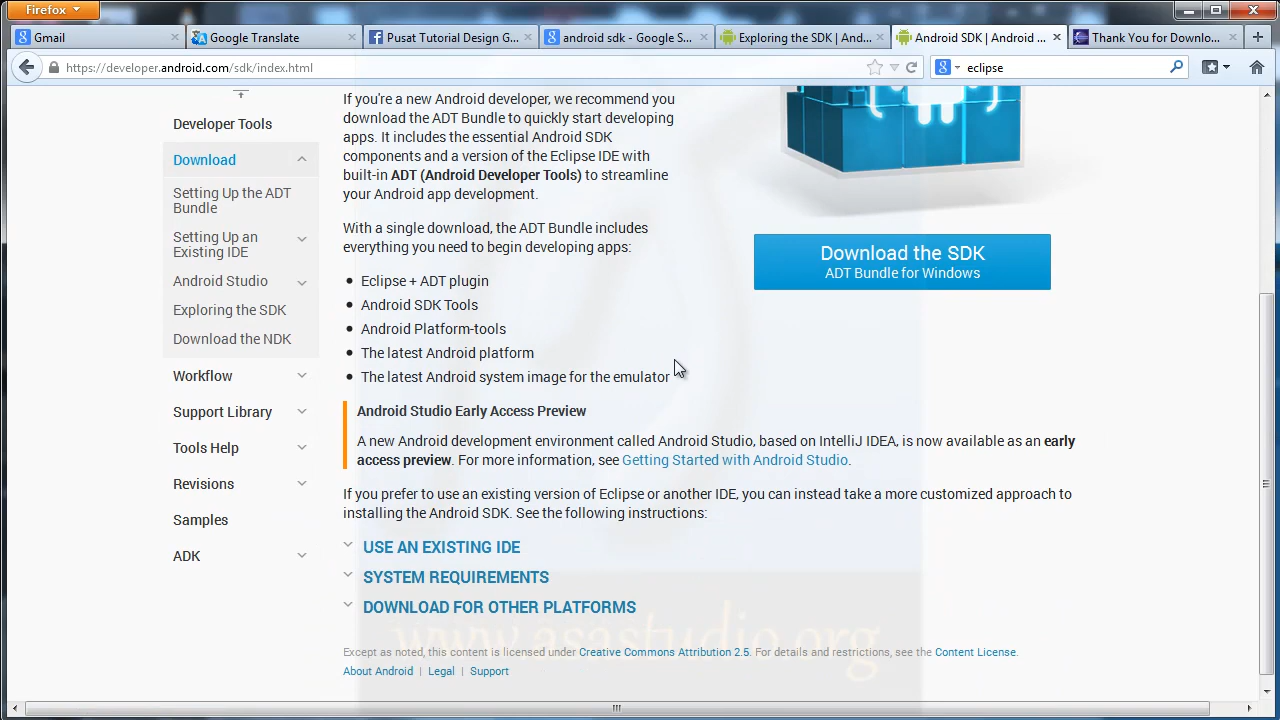 Firefox
Gmail
Google Translate
Pusat Tutorial Design G...
android sdk - Google S...
Exploring the SDK | And...
Android SDK | Android ...
Thank You for Downlo...
https://developer.android.com/sdk/index.html
eclipse
Developer Tools
Download
Setting Up the ADT
Bundle
Setting Up an
Existing IDE
Android Studio
Exploring the SDK
Download the NDK
Workflow
Support Library
Tools Help
Revisions
Samples
ADK
If you're a new Android developer, we recommend you
download the ADT Bundle to quickly start developing
apps. It includes the essential Android SDK
components and a version of the Eclipse IDE with
built-in ADT (Android Developer Tools) to streamline
your Android app development.
With a single download, the ADT Bundle includes
everything you need to begin developing apps:
Eclipse + ADT plugin
Android SDK Tools
Android Platform-tools
The latest Android platform
The latest Android system image for the emulator
Download the SDK
ADT Bundle for Windows
Android Studio Early Access Preview
A new Android development environment called Android Studio, based on IntelliJ IDEA, is now available as an early
access preview. For more information, see Getting Started with Android Studio.
If you prefer to use an existing version of Eclipse or another IDE, you can instead take a more customized approach to
installing the Android SDK. See the following instructions:
USE AN EXISTING IDE
SYSTEM REQUIREMENTS
DOWNLOAD FOR OTHER PLATFORMS
www.asastudio.org
Except as noted, this content is licensed under Creative Commons Attribution 2.5. For details and restrictions, see the Content License.
About Android | Legal | Support